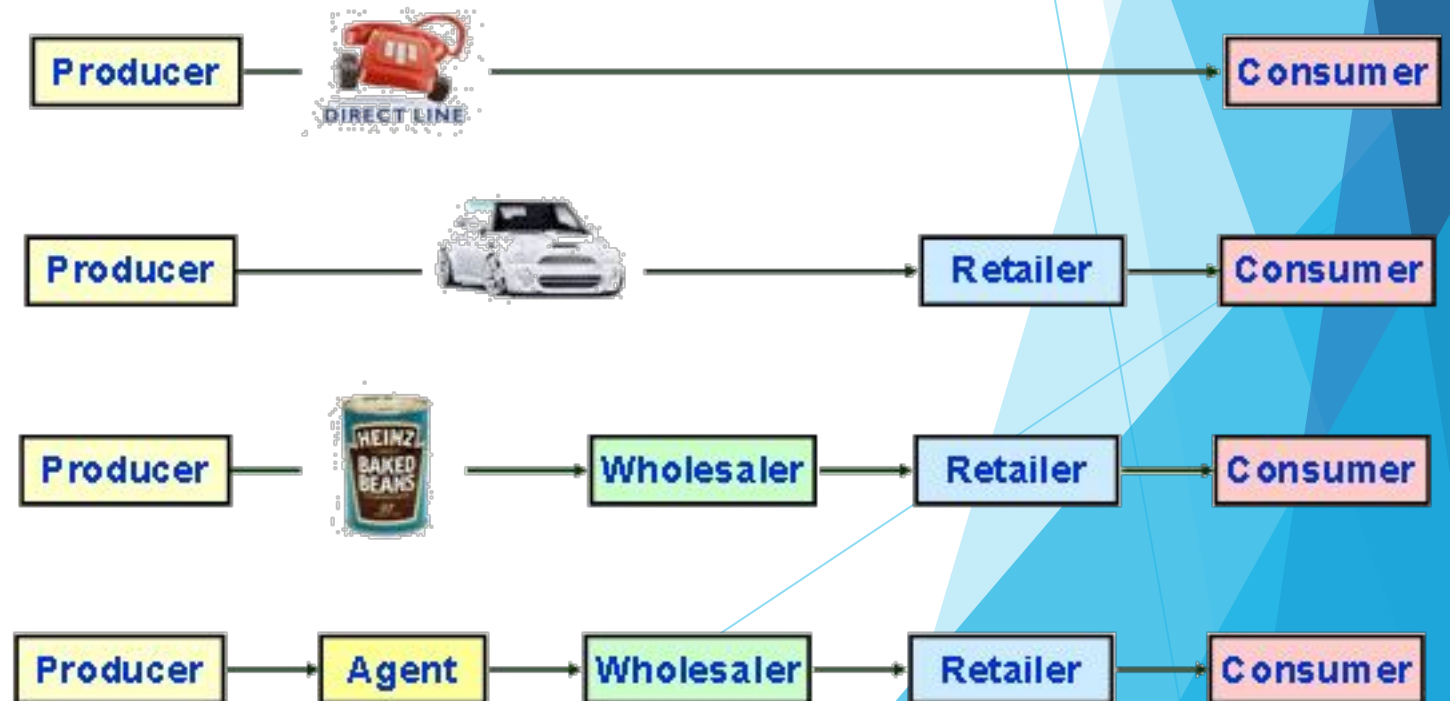 Producer
DIRECT LINE
Consumer
Producer
Retailer
Consumer
Producer
HEINZ
BAKED
BEANS
Wholesaler
Retailer
Consumer
Producer
Agent
Wholesaler
Retailer
Consumer